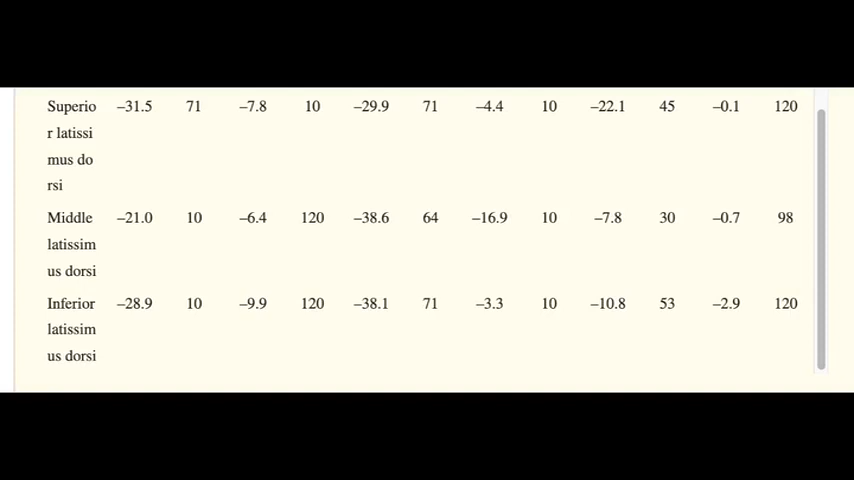 Superio –31.5 71 –7.8 10 –29.9 71 –4.4 10 –22.1 45 –0.1 120
r latissi
mus do
rsi
Middle –21.0 10 –6.4 120 –38.6 64 –16.9 10 –7.8 30 –0.7 98
latissim
us dorsi
Inferior –28.9 10 –9.9 120 –38.1 71 –3.3 10 –10.8 53 –2.9 120
latissim
us dorsi